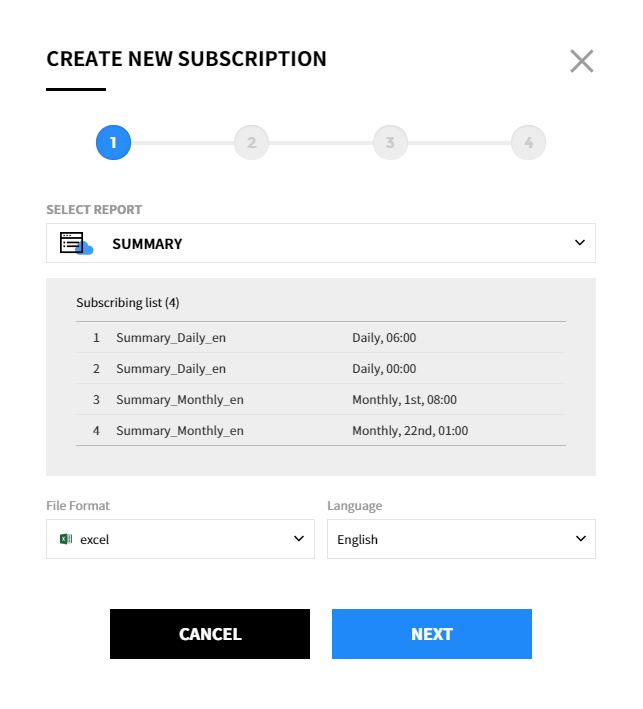 CREATE NEW SUBSCRIPTION
1 2 3 4
SELECT REPORT
SUMMARY
Subscribing list (4)
1 Summary_Daily_en Daily, 06:00
2 Summary_Daily_en Daily, 00:00
3 Summary_Monthly_en Monthly, 1st, 08:00
4 Summary_Monthly_en Monthly, 22nd, 01:00
File Format Language
excel English
CANCEL NEXT